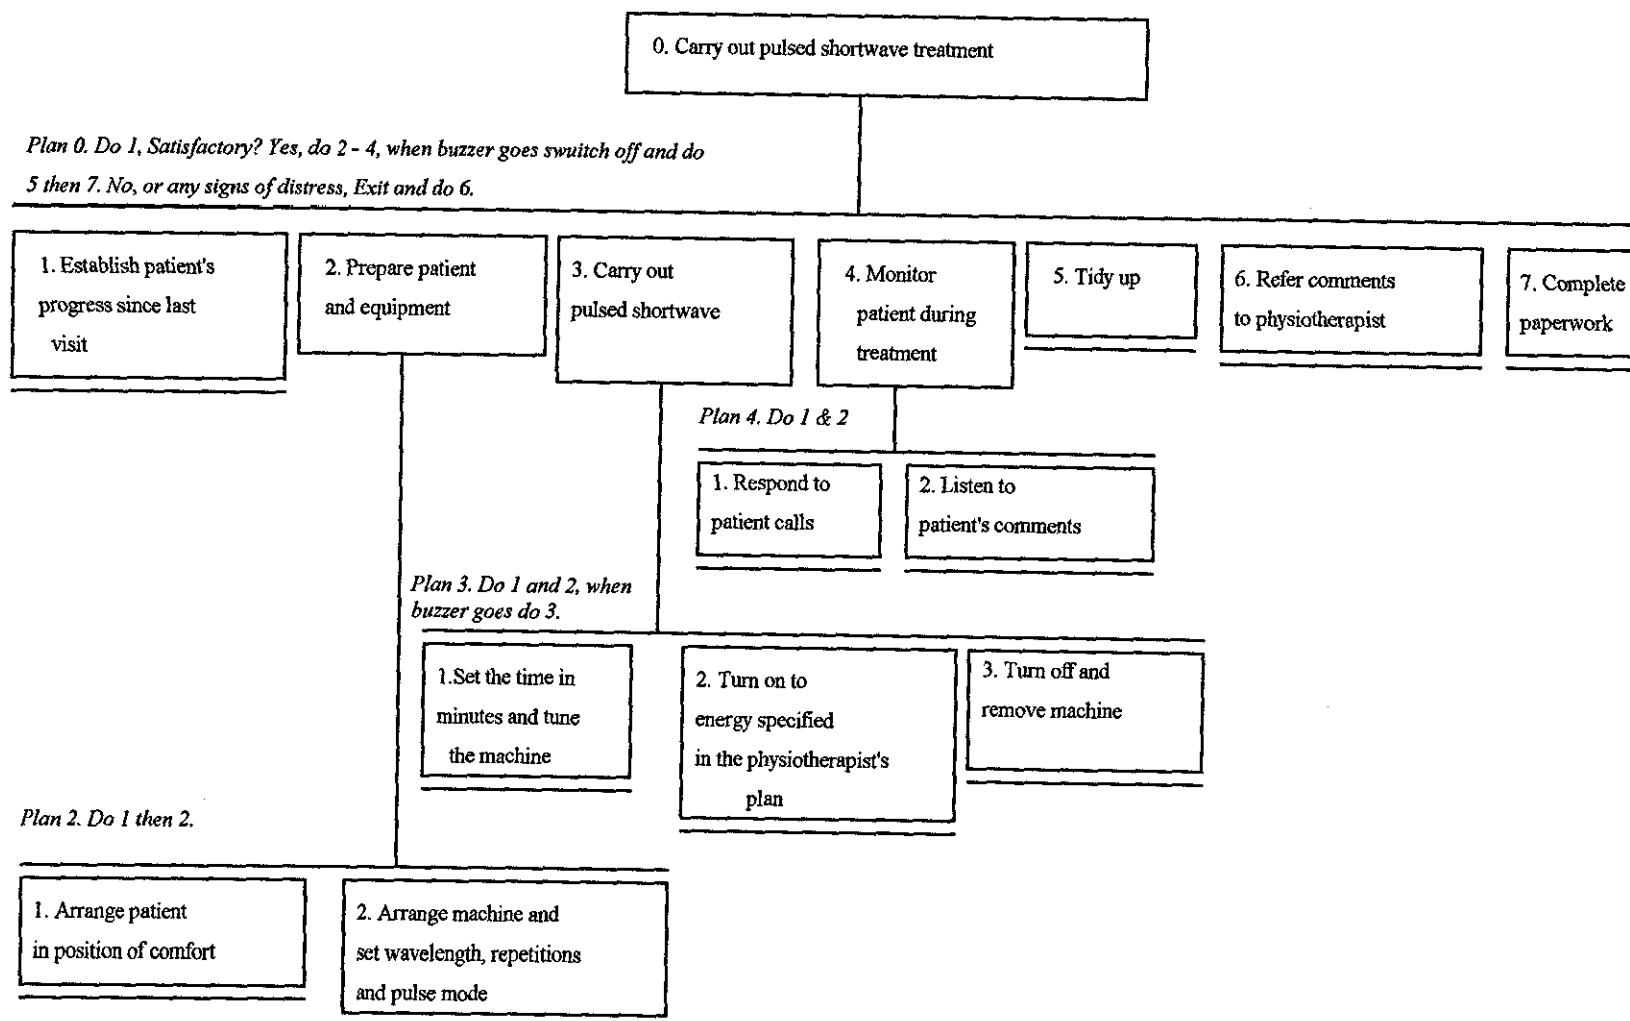 0. Carry out pulsed shortwave treatment
Plan 0. Do 1, Satisfactory? Yes, do 2 - 4, when buzzer goes swuitch off and do
5 then 7. No, or any signs of distress, Exit and do 6.
1. Establish patient's
progress since last
visit
2. Prepare patient
and equipment
3. Carry out
pulsed shortwave
4. Monitor
patient during
treatment
5. Tidy up
6. Refer comments
to physiotherapist
7. Complete
paperwork
Plan 4. Do 1 & 2
1. Respond to
patient calls
2. Listen to
patient's comments
Plan 3. Do 1 and 2, when
buzzer goes do 3.
1.Set the time in
minutes and tune
the machine
2. Turn on to
energy specified
in the physiotherapist's
plan
3. Turn off and
remove machine
Plan 2. Do 1 then 2.
1. Arrange patient
in position of comfort
2. Arrange machine and
set wavelength, repetitions
and pulse mode